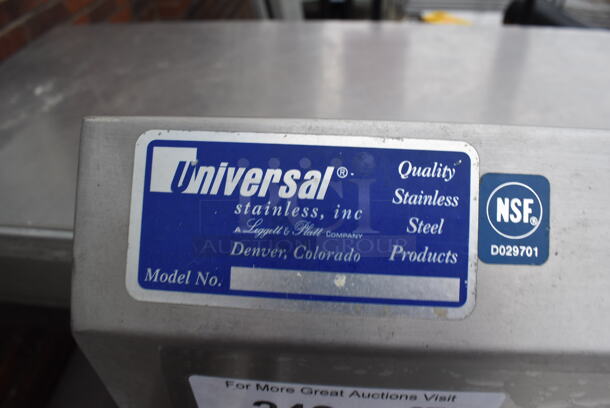 Universal®
stainless, inc
A Leggett & Platt COMPANY
Denver, Colorado
Model No.
Quality
Stainless
Steel
Products
NSF®
D029701
AUCTION GROUP
For More Great Auctions Visit